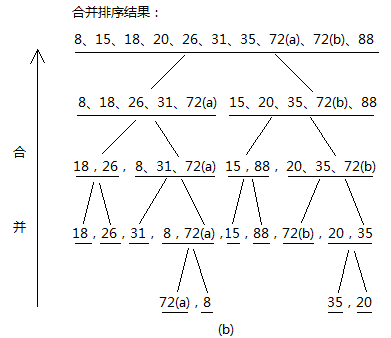 合并排序结果：
8、15、18、20、26、31、35、72(a)、72(b)、88
8、18、26、31、72(a) 15、20、35、72(b)、88
合
18，26，8、31、72(a) 15，88，20、35、72(b)
并
18，26，31，8，72(a)，15，88，72(b)，20，35
72(a)，8 35，20
(b)